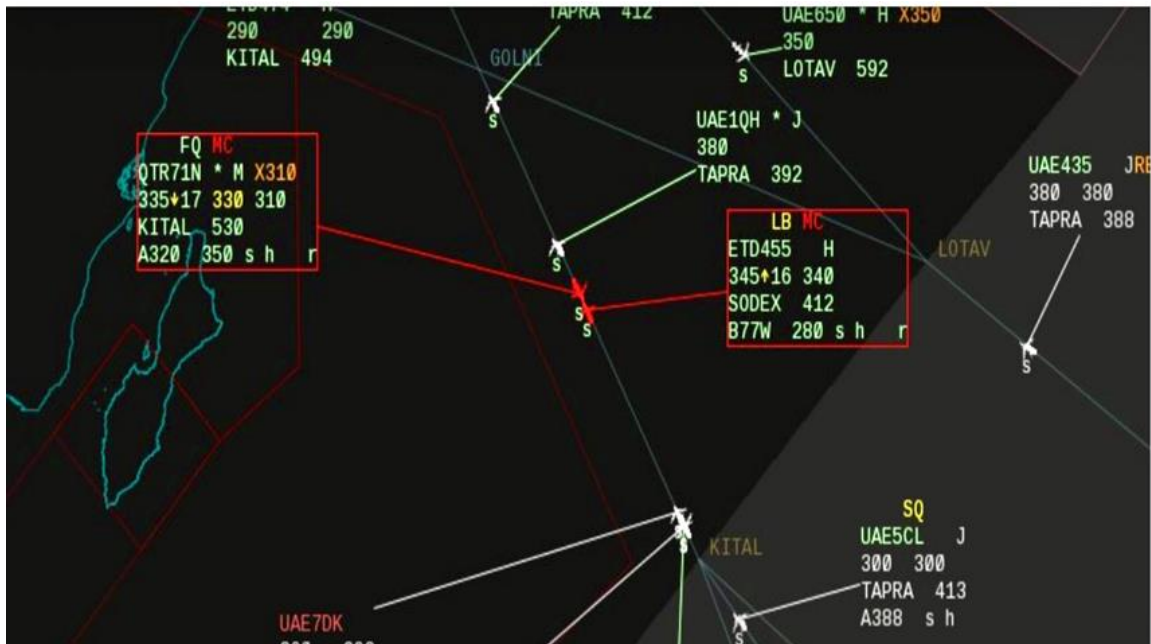 290 290
KITAL 494
TAPRA 412
UAE650 * H X350
350
LOTAV 592
GOLNI
s
s
UAE1QH * J
380
TAPRA 392
s
FQ MC
QTR71N * M X310
335↓17 330 310
KITAL 530
A320 350 s h r
UAE435 J
380 380
TAPRA 388
LB MC
ETD455 H
345↑16 340
SODEX 412
B77W 280 s h r
LOTAV
s
s
s
KITAL
s
s
SQ
UAE5CL J
300 300
TAPRA 413
A388 s h
s
UAE7DK